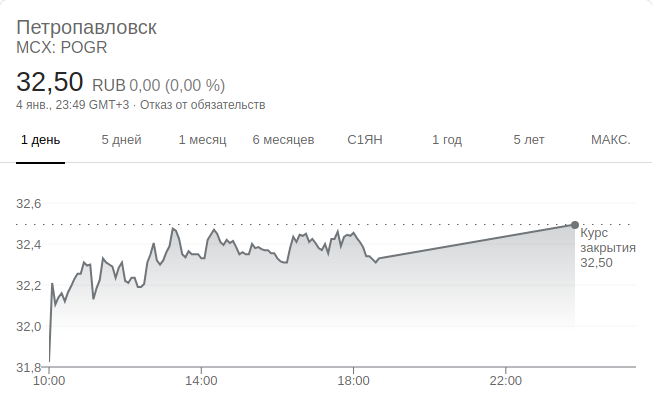 Петропавловск
MCX: POGR
32,50 RUB 0,00 (0,00 %)
4 янв., 23:49 GMT+3 · Отказ от обязательств
1 день 5 дней 1 месяц 6 месяцев С1ЯН 1 год 5 лет МАКС.
32,6
Курс
закрытия
32,50
32,4
32,2
32,0
31,8
10:00 14:00 18:00 22:00